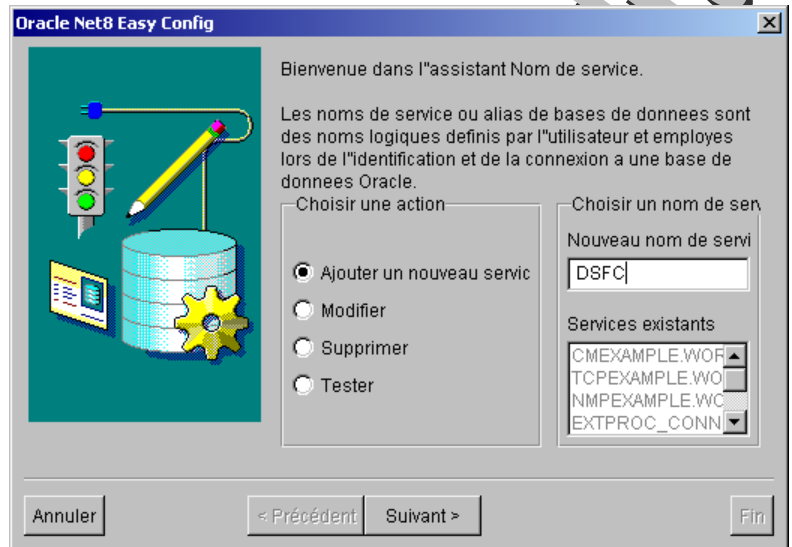 Oracle Net8 Easy Config
Bienvenue dans l"assistant Nom de service.
Les noms de service ou alias de bases de donnees sont
des noms logiques definis par l"utilisateur et employes
lors de l"identification et de la connexion a une base de
donnees Oracle.
Choisir une action
Ajouter un nouveau servic
Modifier
Supprimer
Tester
Choisir un nom de serv
Nouveau nom de servi
DSFC
Services existants
CMEXAMPLE.WOR
TCPEXAMPLE.WO
NMPEXAMPLE.WO
EXTPROC_CONN
Annuler
< Précédent
Suivant >
Fin